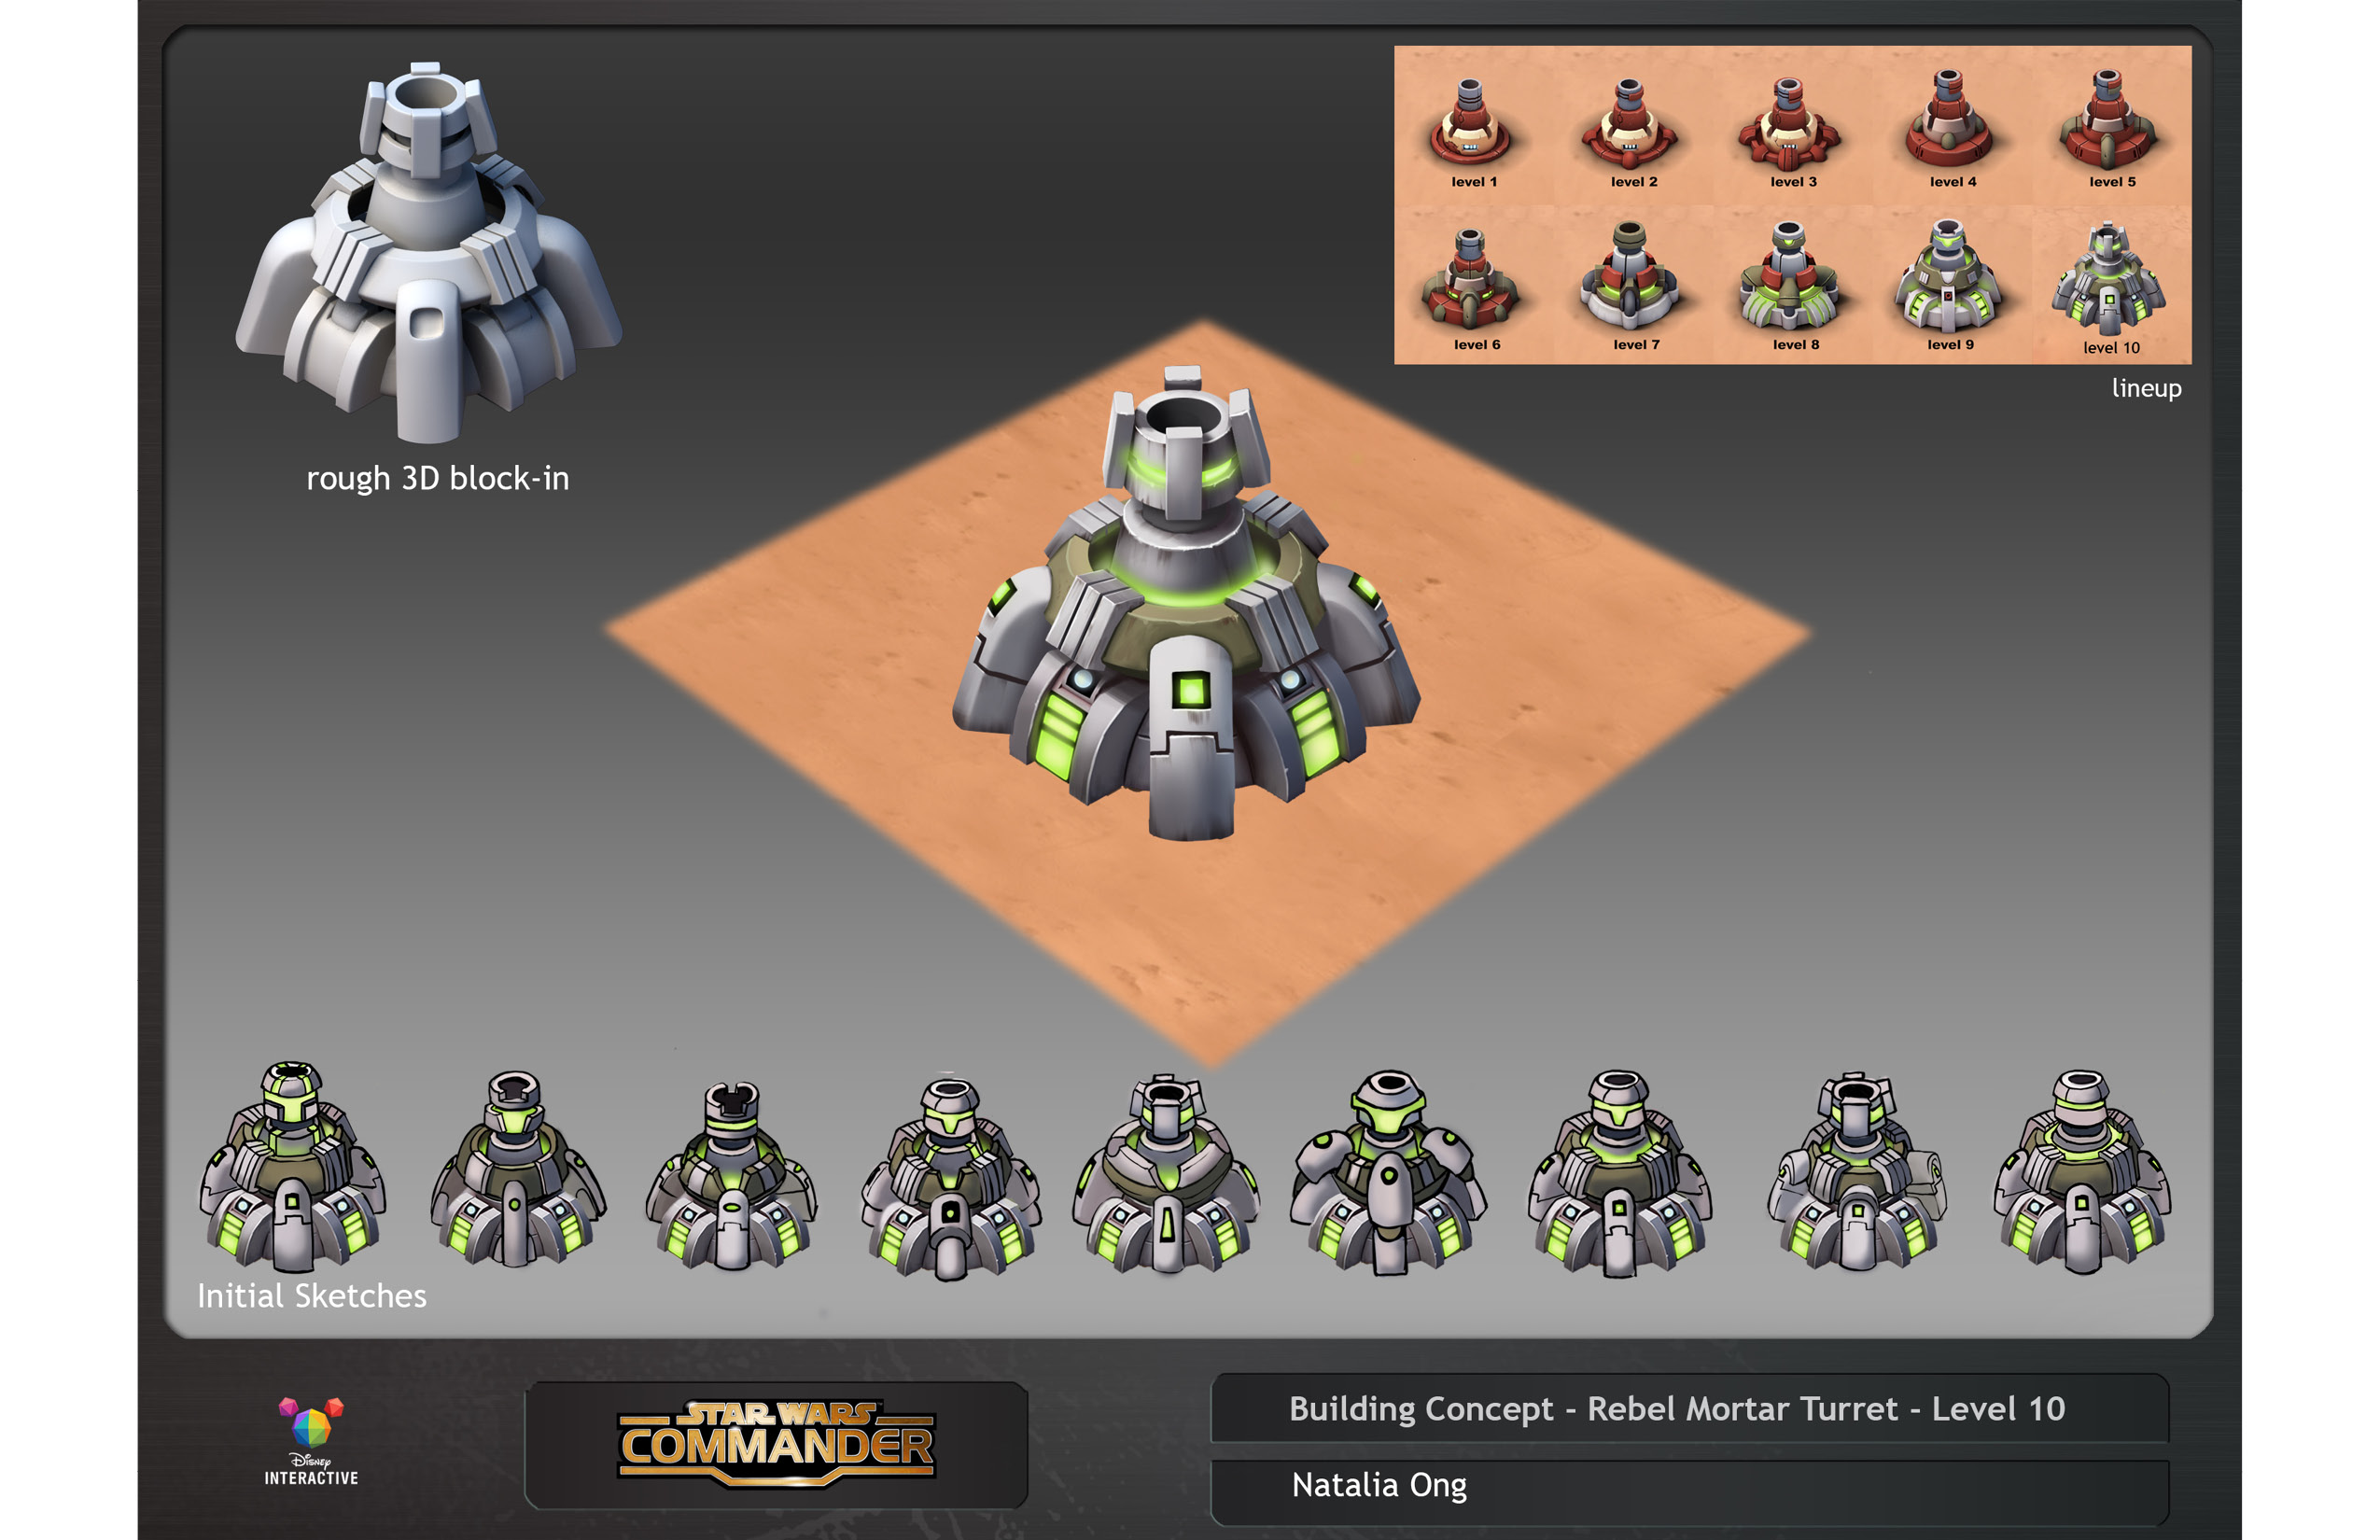 level 1
level 2
level 3
level 4
level 5
level 6
level 7
level 8
level 9
level 10
lineup
rough 3D block-in
Initial Sketches
Disney
INTERACTIVE
STAR WARS
COMMANDER
Building Concept - Rebel Mortar Turret - Level 10
Natalia Ong